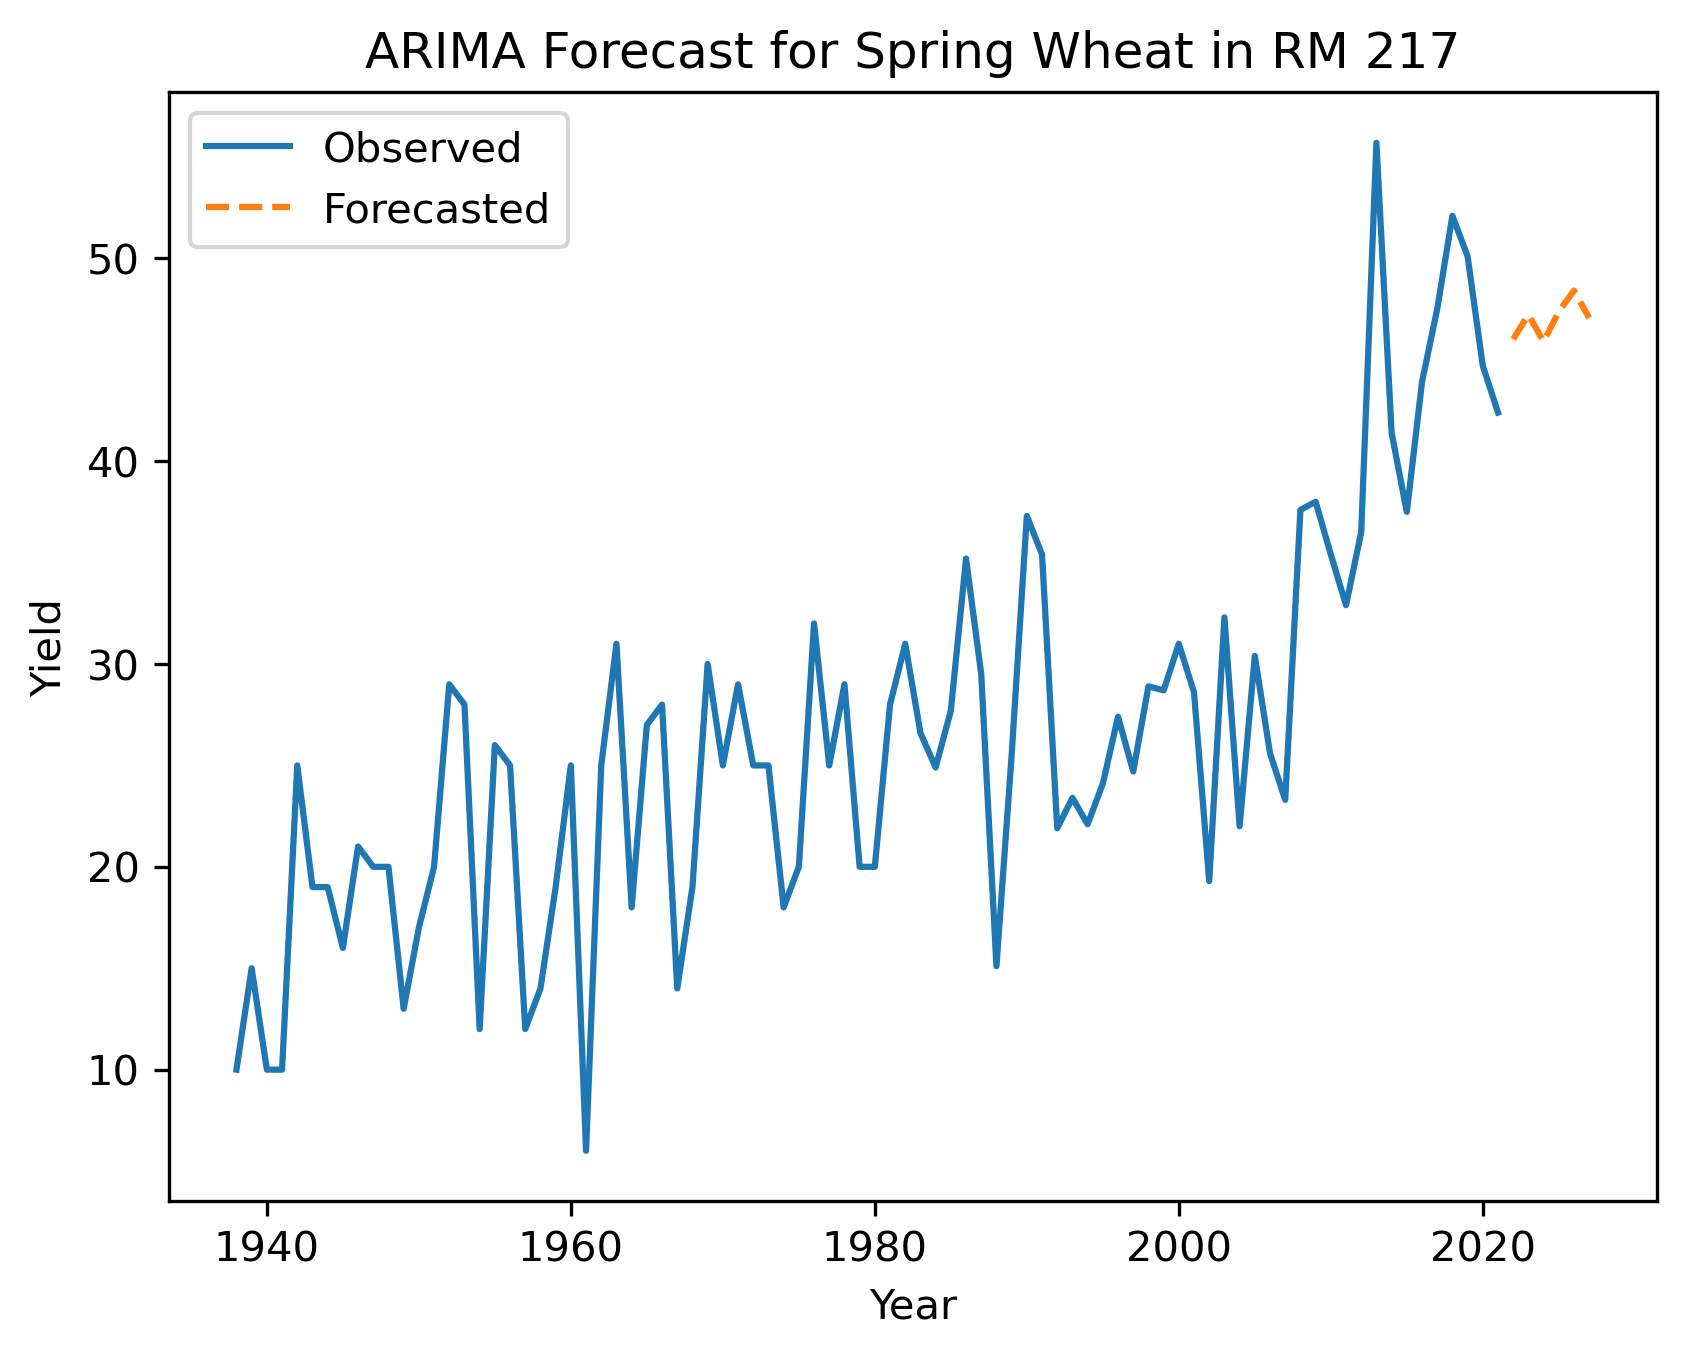 ARIMA Forecast for Spring Wheat in RM 217
Observed
Forecasted
50
40
30
20
10
Yield
1940 1960 1980 2000 2020
Year